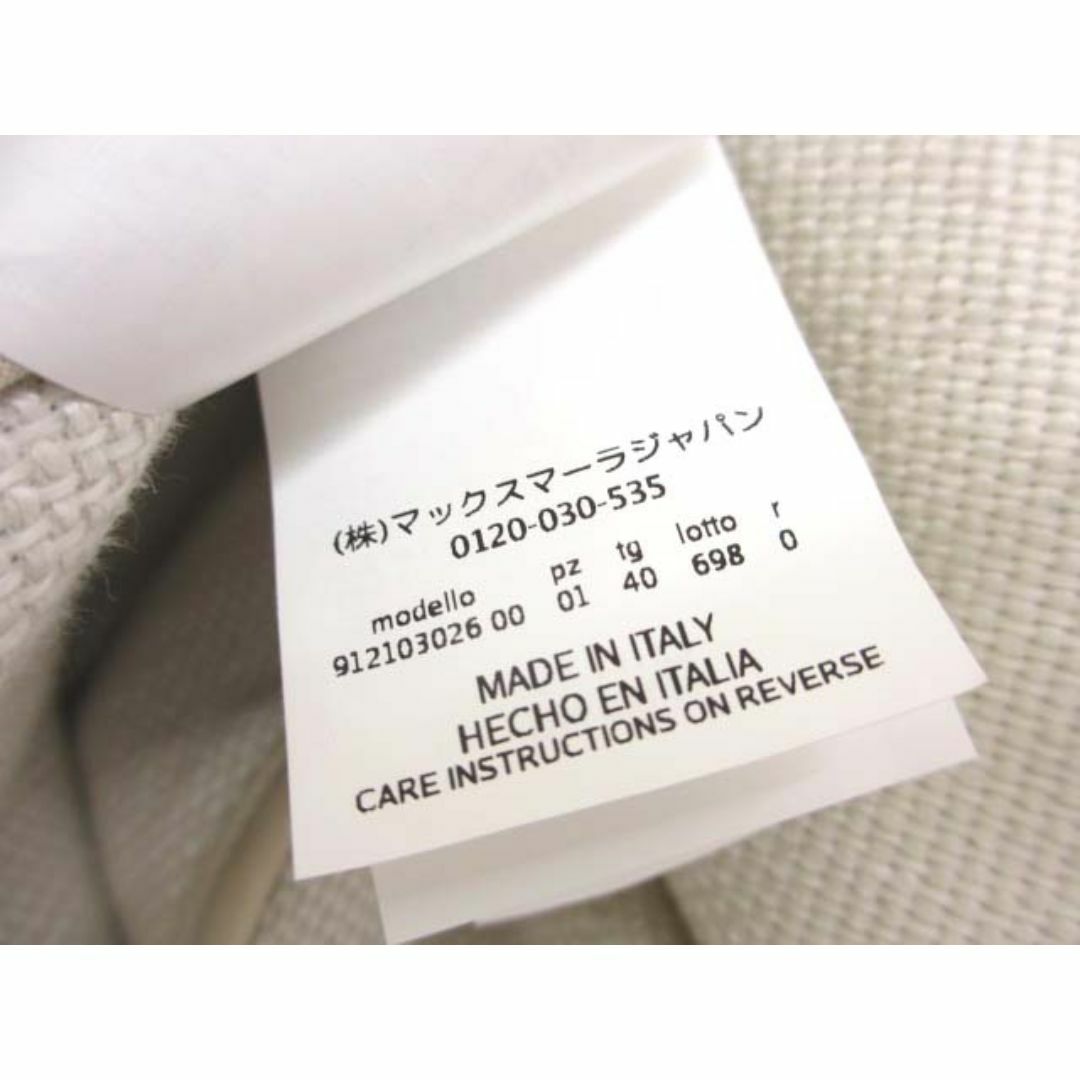 (株)マックスマーラジャパン
0120-030-535
modello pz tg lotto r
912103026 00 01 40 698 0
MADE IN ITALY
HECHO EN ITALIA
CARE INSTRUCTIONS ON REVERSE